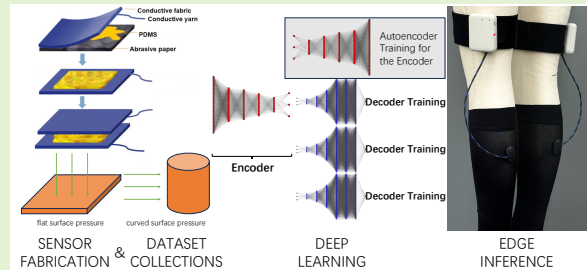 Conductive fabric
Conductive yarn
PDMS
Abrasive paper
flat surface pressure
curved surface pressure
SENSOR
FABRICATION & DATASET
COLLECTIONS
Autoencoder
Training for
the Encoder
Encoder
Decoder Training
Decoder Training
Decoder Training
DEEP
LEARNING
EDGE
INFERENCE